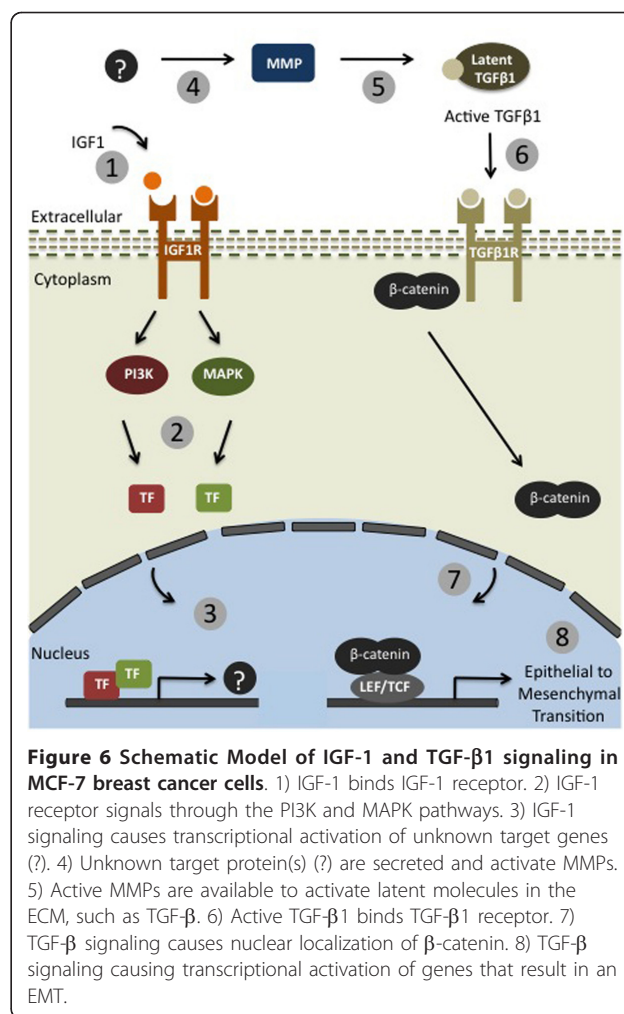 ?
4
MMP
5
Latent
TGFβ1
IGF1
1
Active TGFβ1
6
Extracellular
IGF1R
TGFβ1R
Cytoplasm
β-catenin
PI3K
MAPK
2
TF
TF
β-catenin
7
3
8
Nucleus
TF
TF
?
β-catenin
LEF/TCF
Epithelial to
Mesenchymal
Transition
Figure 6 Schematic Model of IGF-1 and TGF-β1 signaling in
MCF-7 breast cancer cells. 1) IGF-1 binds IGF-1 receptor. 2) IGF-1
receptor signals through the PI3K and MAPK pathways. 3) IGF-1
signaling causes transcriptional activation of unknown target genes
(?). 4) Unknown target protein(s) (?) are secreted and activate MMPs.
5) Active MMPs are available to activate latent molecules in the
ECM, such as TGF-β. 6) Active TGF-β1 binds TGF-β1 receptor. 7)
TGF-β signaling causes nuclear localization of β-catenin. 8) TGF-β
signaling causing transcriptional activation of genes that result in an
EMT.